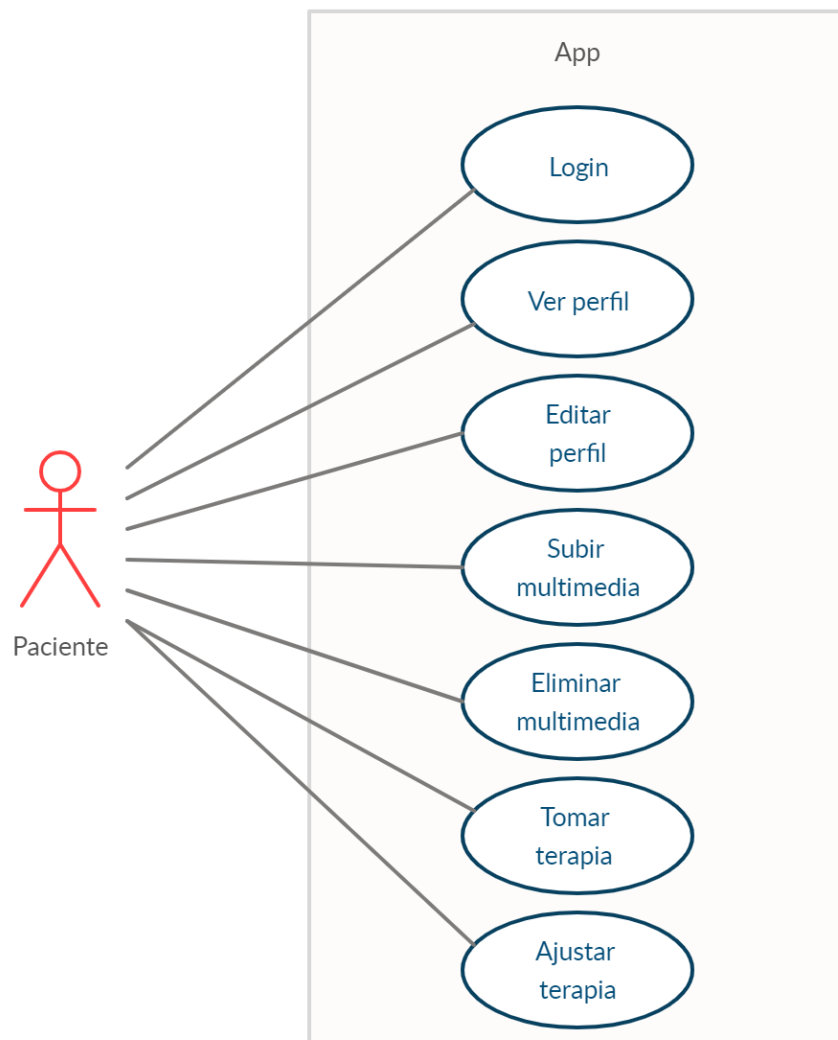 App
Login
Ver perfil
Editar
perfil
Subir
multimedia
Paciente
Eliminar
multimedia
Tomar
terapia
Ajustar
terapia